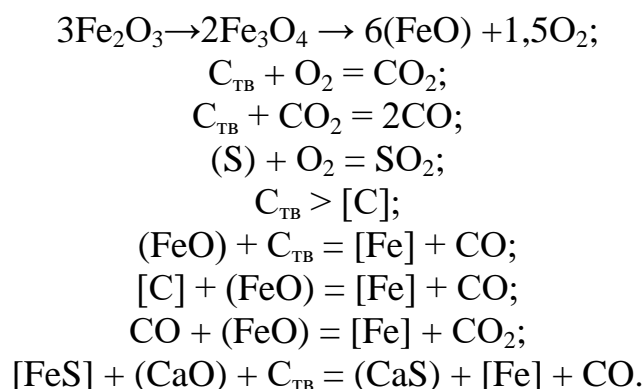 3Fe₂O₃→2Fe₃O₄ → 6(FeO) +1,5O₂;
Cтв + O₂ = CO₂;
Cтв + CO₂ = 2CO;
(S) + O₂ = SO₂;
Cтв > [C];
(FeO) + Cтв = [Fe] + CO;
[C] + (FeO) = [Fe] + CO;
CO + (FeO) = [Fe] + CO₂;
[FeS] + (CaO) + Cтв = (CaS) + [Fe] + CO.